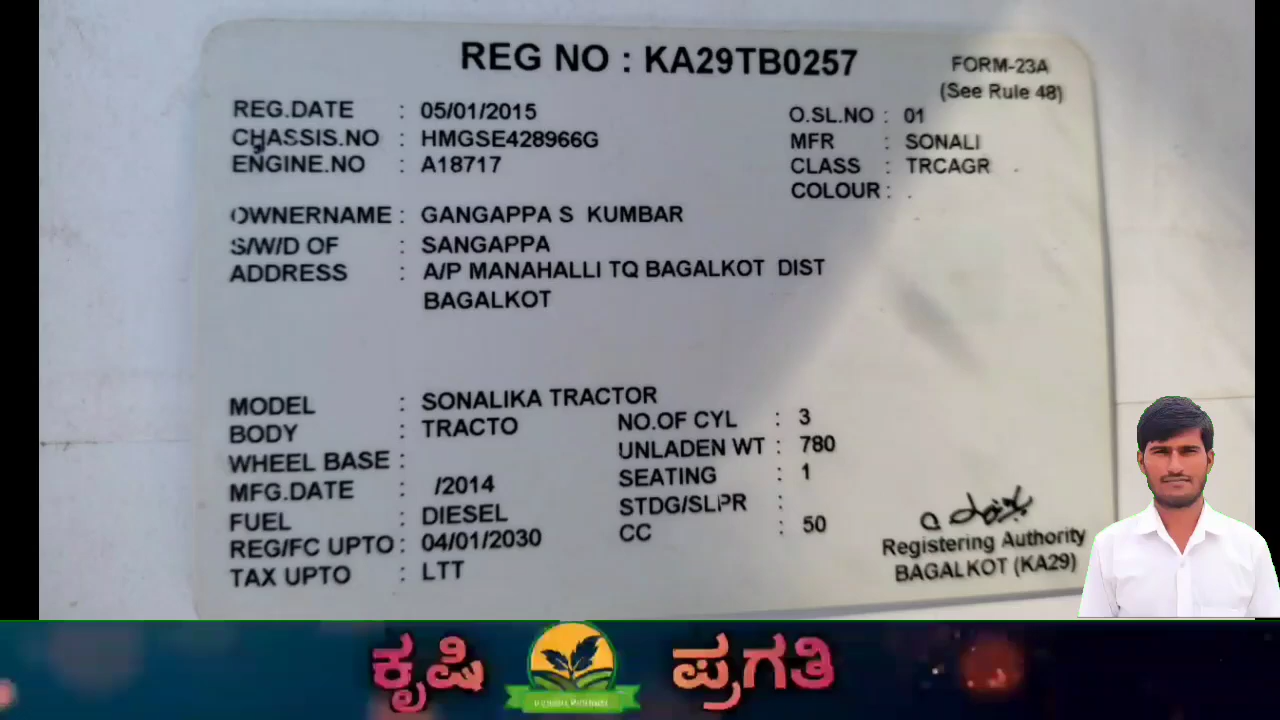 REG NO : KA29TB0257
FORM-23A
(See Rule 48)
REG.DATE : 05/01/2015
O.SL.NO : 01
CHASSIS.NO : HMGSE428966G
MFR : SONALI
ENGINE.NO : A18717
CLASS : TRCAGR
COLOUR :
OWNERNAME : GANGAPPA S KUMBAR
S/W/D OF : SANGAPPA
ADDRESS : A/P MANAHALLI TQ BAGALKOT DIST
BAGALKOT
MODEL : SONALIKA TRACTOR
BODY : TRACTO
NO.OF CYL : 3
WHEEL BASE :
UNLADEN WT : 780
MFG.DATE : /2014
SEATING : 1
FUEL : DIESEL
STDG/SLPR :
REG/FC UPTO : 04/01/2030
CC : 50
TAX UPTO : LTT
Registering Authority
BAGALKOT (KA29)
ಕೃಷಿ ಪ್ರಗತಿ